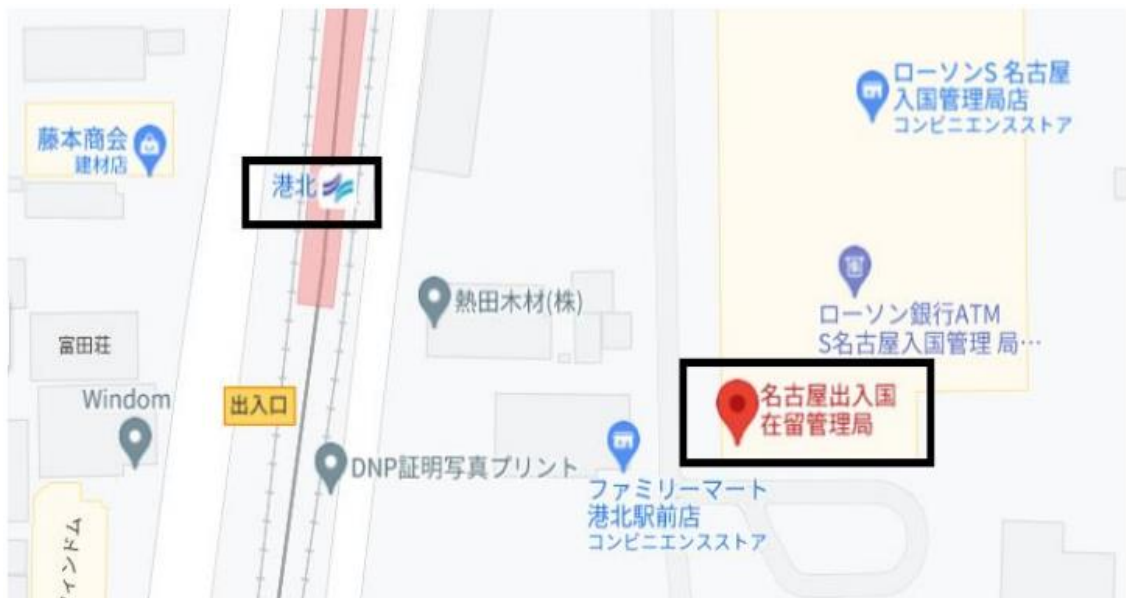 ローソンS 名古屋
入国管理局店
コンビニエンスストア
藤本商会
建材店
港北
熱田木材(株)
ローソン銀行ATM
S名古屋入国管理 局…
富田荘
Windom
出入口
名古屋出入国
在留管理局
DNP証明写真プリント
ファミリーマート
港北駅前店
コンビニエンスストア
ィンドム